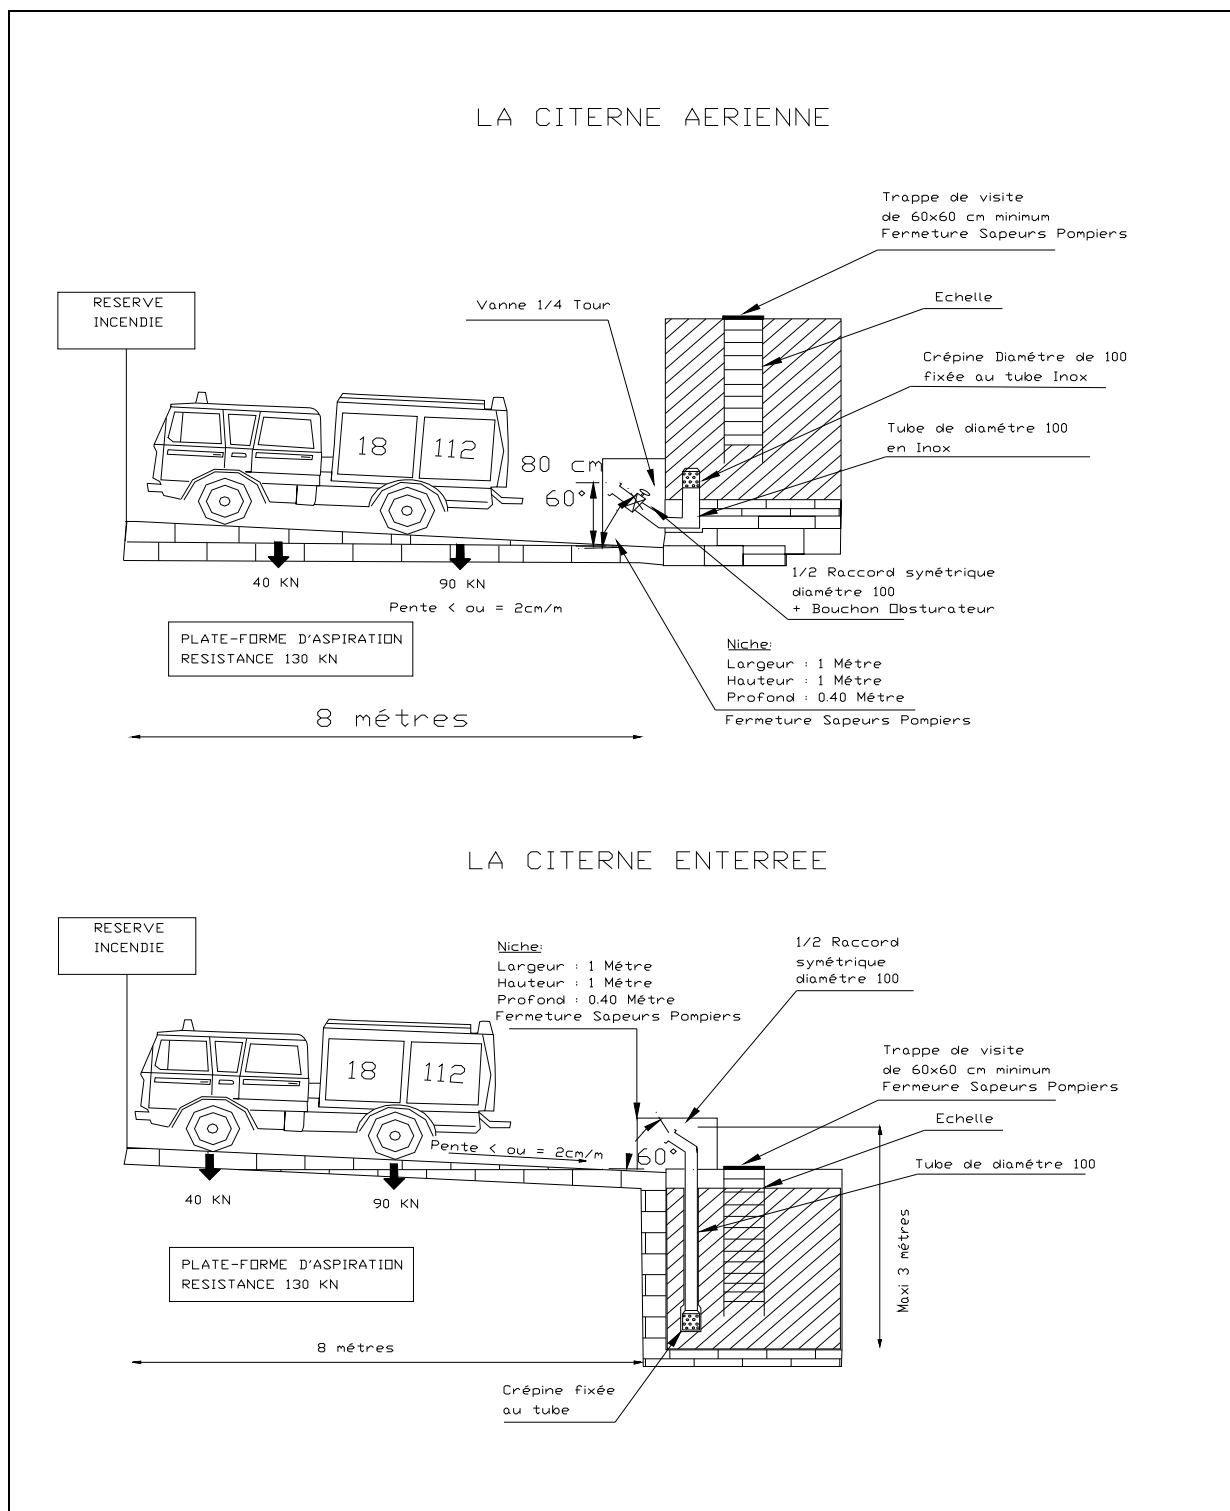 LA CITERNE AERIENNE
Trappe de visite
de 60x60 cm minimum
Fermeture Sapeurs Pompiers
RESERVE
INCENDIE
Vanne 1/4 Tour
Echelle
Crépine Diamétre de 100
fixée au tube Inox
Tube de diamétre 100
en Inox
18
112
80 cm
60°
40 KN
90 KN
Pente < ou = 2cm/m
1/2 Raccord symétrique
diamétre 100
+ Bouchon Obsturateur
PLATE-FORME D'ASPIRATION
RESISTANCE 130 KN
Niche:
Largeur : 1 Métre
Hauteur : 1 Métre
Profond : 0.40 Métre
Fermeture Sapeurs Pompiers
8 métres
LA CITERNE ENTERREE
RESERVE
INCENDIE
Niche:
Largeur : 1 Métre
Hauteur : 1 Métre
Profond : 0.40 Métre
Fermeture Sapeurs Pompiers
1/2 Raccord
symétrique
diamétre 100
Trappe de visite
de 60x60 cm minimum
Fermeure Sapeurs Pompiers
Echelle
18
112
Pente < ou = 2cm/m
60°
Tube de diamétre 100
40 KN
90 KN
Maxi 3 métres
PLATE-FORME D'ASPIRATION
RESISTANCE 130 KN
8 métres
Crépine fixée
au tube